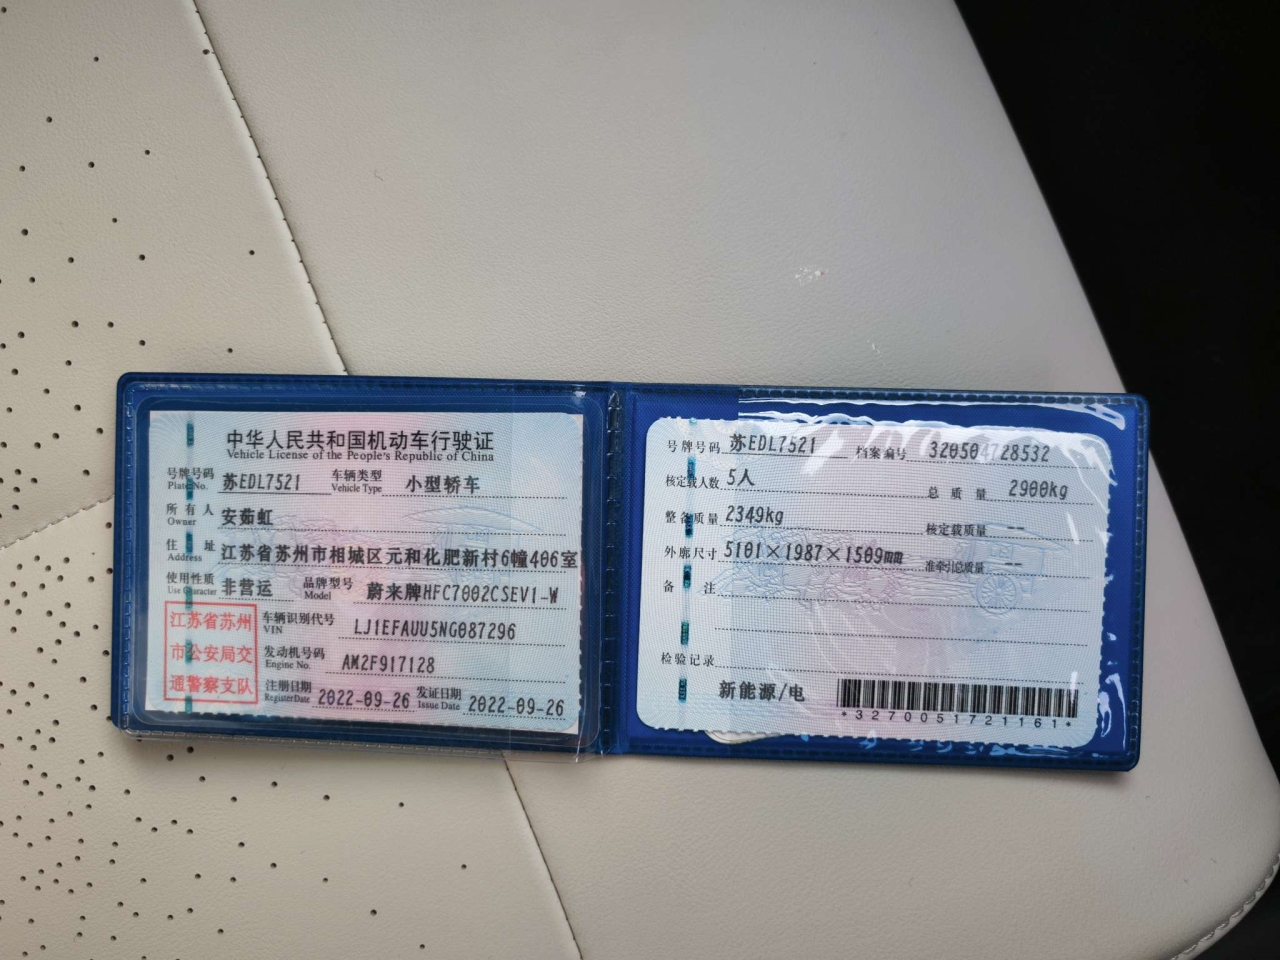 中华人民共和国机动车行驶证
Vehicle License of the People's Republic of China
号牌号码 苏EDL7521 车辆类型 小型轿车
Plate No. Vehicle Type
所有人 安茹虹
Owner
住址 江苏省苏州市相城区元和化肥新村6幢406室
Address
使用性质 非营运 品牌型号 蔚来牌HFC7002CSEV1-W
Use Character Model
江苏省苏州
市公安局交
通警察支队
车辆识别代号 LJ1EFAUU5NG087296
VIN
发动机号码 AM2F917128
Engine No.
注册日期 2022-09-26 发证日期 2022-09-26
Register Date Issue Date
号牌号码 苏EDL7521 档案编号 320504728532
核定载人数 5人 总质量 2900kg
整备质量 2349kg 核定载质量 --
外廓尺寸 5101×1987×1509mm 准牵引总质量 --
备注
检验记录
新能源/电
*3270051721161*